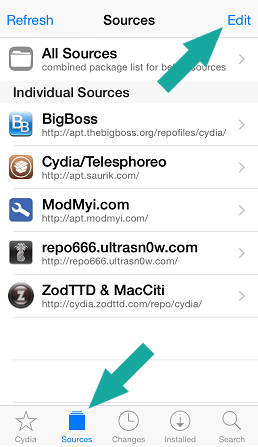 Refresh Sources Edit
All Sources
combined package list for be sources
Individual Sources
BigBoss
http://apt.thebigboss.org/repofiles/cydia/
Cydia/Telesphoreo
http://apt.saurik.com/
ModMyi.com
http://apt.modmyi.com/
repo666.ultrasn0w.com
http://repo666.ultrasn0w.com/
ZodTTD & MacCiti
http://cydia.zodttd.com/repo/cydia/
Cydia Sources Changes Installed Search